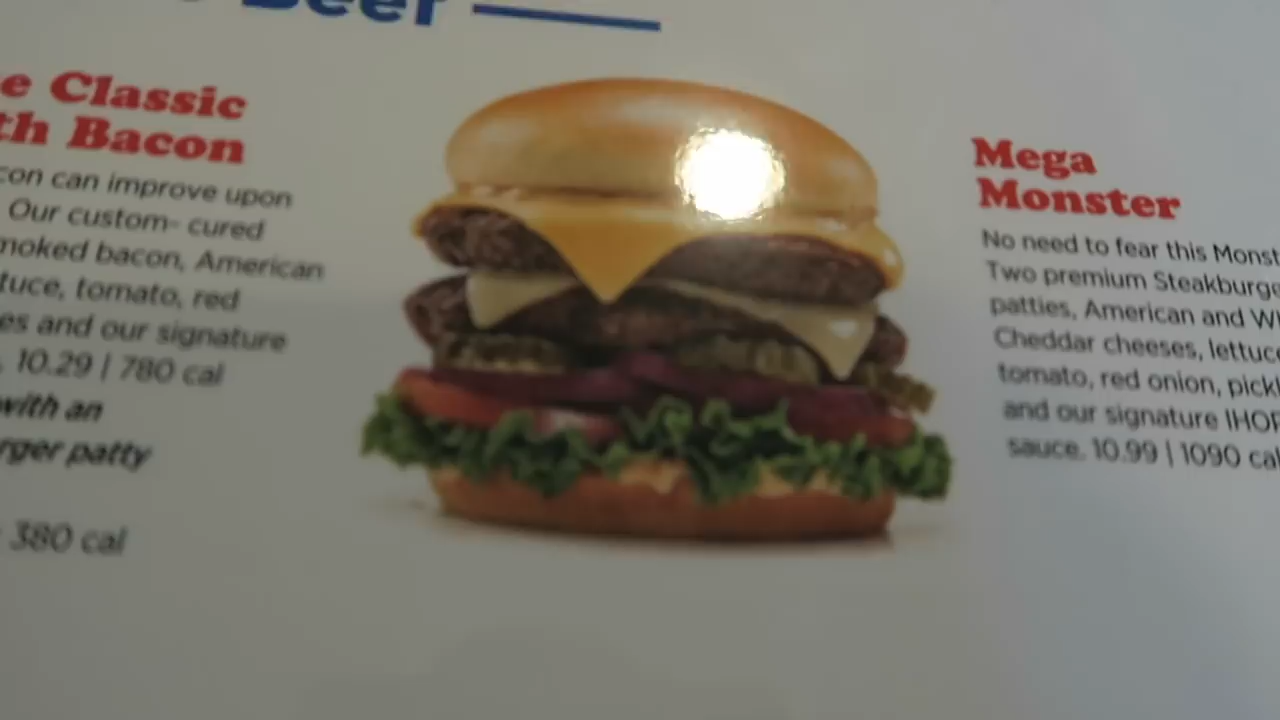 Beer
e Classic
th Bacon
con can improve upon
Our custom- cured
moked bacon, American
tuce, tomato, red
es and our signature
10.29 | 780 cal
with an
rger patty
380 cal
Mega
Monster
No need to fear this Monst
Two premium Steakburge
patties, American and Wh
Cheddar cheeses, lettuce
tomato, red onion, pickl
and our signature IHOP
sauce. 10.99 | 1090 cal